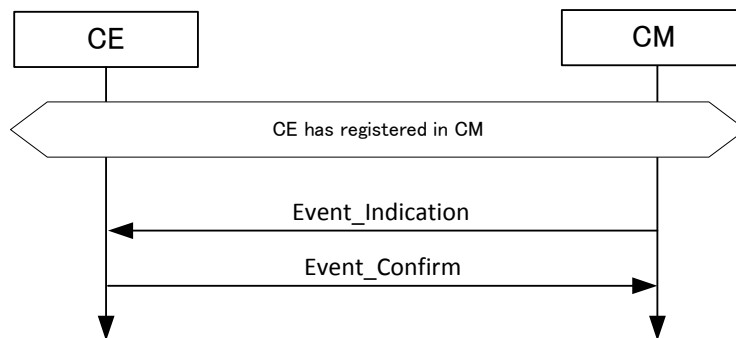 CE
CM
CE has registered in CM
Event_Indication
Event_Confirm